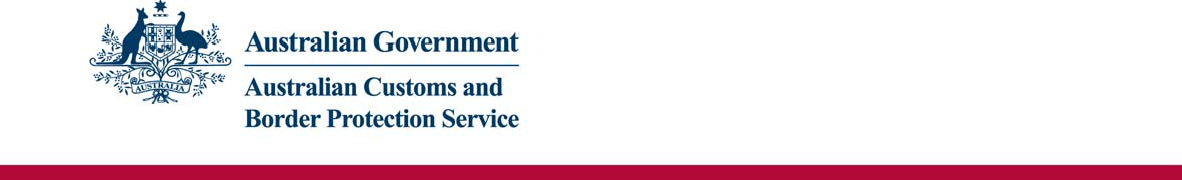 AUSTRALIA
Australian Government
Australian Customs and
Border Protection Service